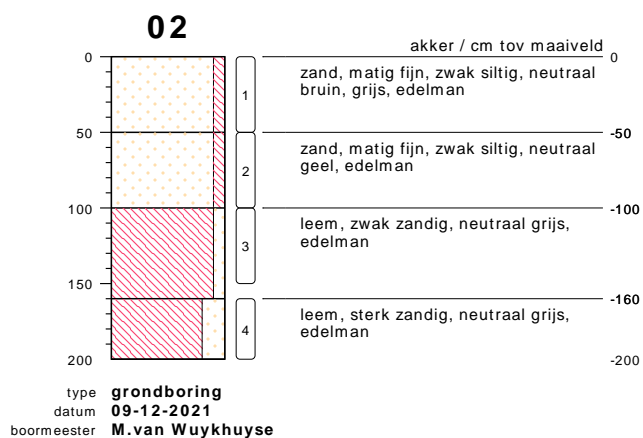 02
akker / cm tov maaiveld
0
0
1
zand, matig fijn, zwak siltig, neutraal
bruin, grijs, edelman
50
-50
2
zand, matig fijn, zwak siltig, neutraal
geel, edelman
100
-100
3
leem, zwak zandig, neutraal grijs,
edelman
150
-160
4
leem, sterk zandig, neutraal grijs,
edelman
200
-200
type grondboring
datum 09-12-2021
boormeester M.van Wuykhuyse